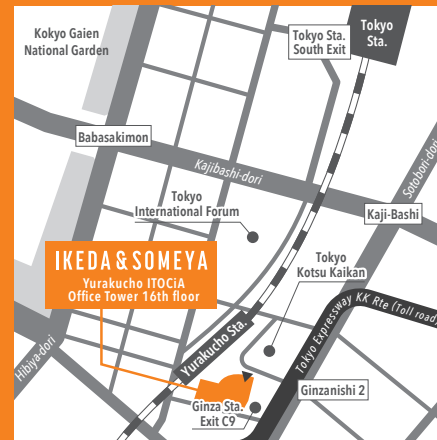 Kokyo Gaien
National Garden
Tokyo Sta.
South Exit
Tokyo
Sta.
Babasakimon
Kajibashi-dori
Sotobori-dori
Tokyo
International Forum
Kaji-Bashi
IKEDA & SOMEYA
Yurakucho ITOCiA
Office Tower 16th floor
Tokyo
Kotsu Kaikan
Hibiya-dori
Yurakucho Sta.
Tokyo Expressway KK Rte (Toll road
Ginzanishi 2
Ginza Sta.
Exit C9